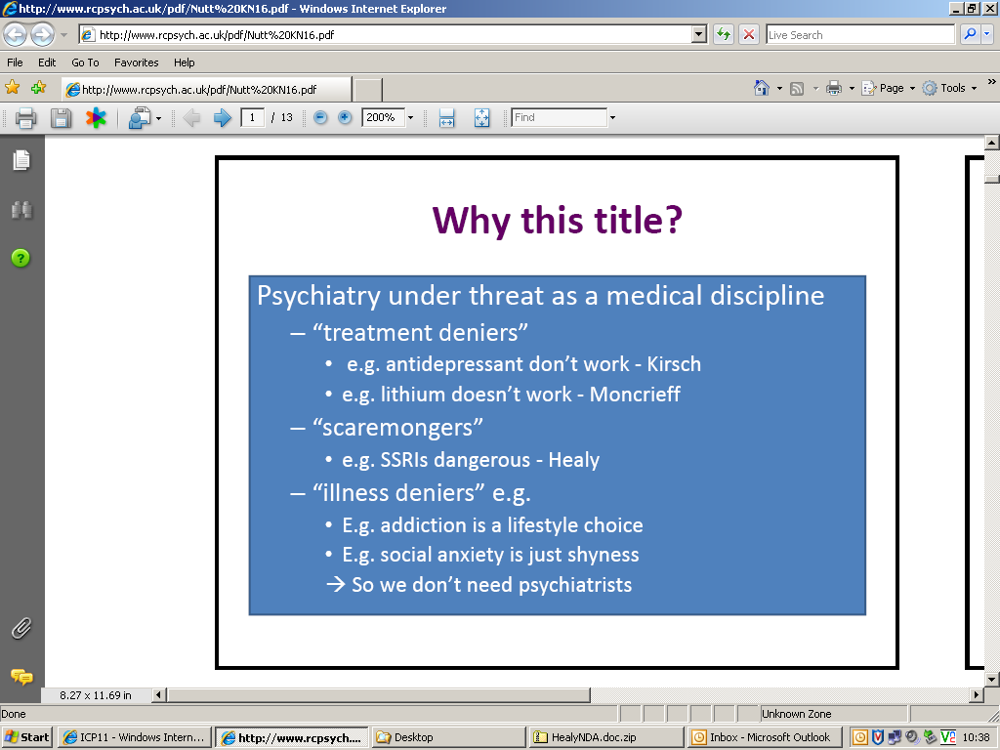 http://www.rcpsych.ac.uk/pdf/Nutt%20KN16.pdf - Windows Internet Explorer
http://www.rcpsych.ac.uk/pdf/Nutt%20KN16.pdf
Live Search
File Edit Go To Favorites Help
http://www.rcpsych.ac.uk/pdf/Nutt%20KN16.pdf
Page Tools »
1 / 13 200% Find
Why this title?
Psychiatry under threat as a medical discipline
– “treatment deniers”
• e.g. antidepressant don’t work - Kirsch
• e.g. lithium doesn’t work - Moncrieff
– “scaremongers”
• e.g. SSRIs dangerous - Healy
– “illness deniers” e.g.
• E.g. addiction is a lifestyle choice
• E.g. social anxiety is just shyness
→ So we don’t need psychiatrists
8.27 x 11.69 in
Done Unknown Zone
Start ICP11 - Windows Intern... http://www.rcpsych.... Desktop HealyNDA.doc.zip Inbox - Microsoft Outlook 10:38